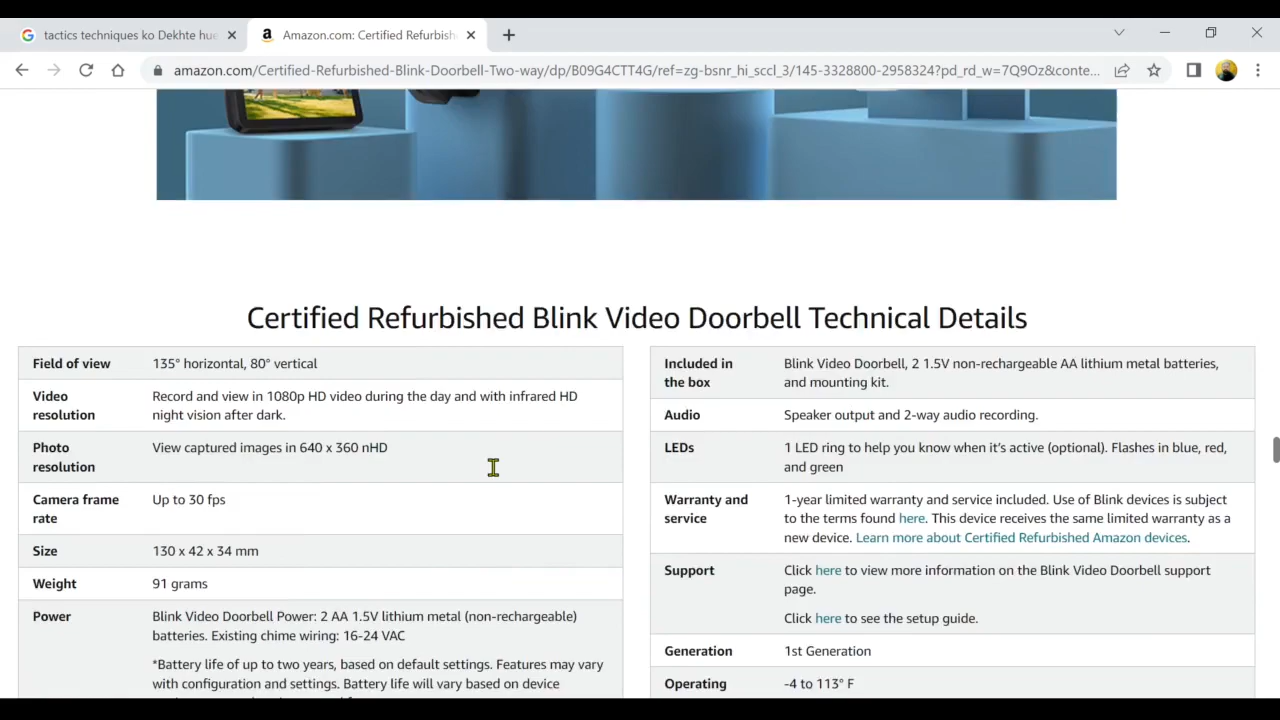 tactics techniques ko Dekhte hue
Amazon.com: Certified Refurbish
amazon.com/Certified-Refurbished-Blink-Doorbell-Two-way/dp/B09G4CTT4G/ref=zg-bsnr_hi_sccl_3/145-3328800-2958324?pd_rd_w=7Q9Oz&conte...
Certified Refurbished Blink Video Doorbell Technical Details
Field of view
135° horizontal, 80° vertical
Video
resolution
Record and view in 1080p HD video during the day and with infrared HD
night vision after dark.
Photo
resolution
View captured images in 640 x 360 nHD
Camera frame
rate
Up to 30 fps
Size
130 x 42 x 34 mm
Weight
91 grams
Power
Blink Video Doorbell Power: 2 AA 1.5V lithium metal (non-rechargeable)
batteries. Existing chime wiring: 16-24 VAC
*Battery life of up to two years, based on default settings. Features may vary
with configuration and settings. Battery life will vary based on device
Included in
the box
Blink Video Doorbell, 2 1.5V non-rechargeable AA lithium metal batteries,
and mounting kit.
Audio
Speaker output and 2-way audio recording.
LEDs
1 LED ring to help you know when it's active (optional). Flashes in blue, red,
and green
Warranty and
service
1-year limited warranty and service included. Use of Blink devices is subject
to the terms found here. This device receives the same limited warranty as a
new device. Learn more about Certified Refurbished Amazon devices.
Support
Click here to view more information on the Blink Video Doorbell support
page.
Click here to see the setup guide.
Generation
1st Generation
Operating
-4 to 113° F